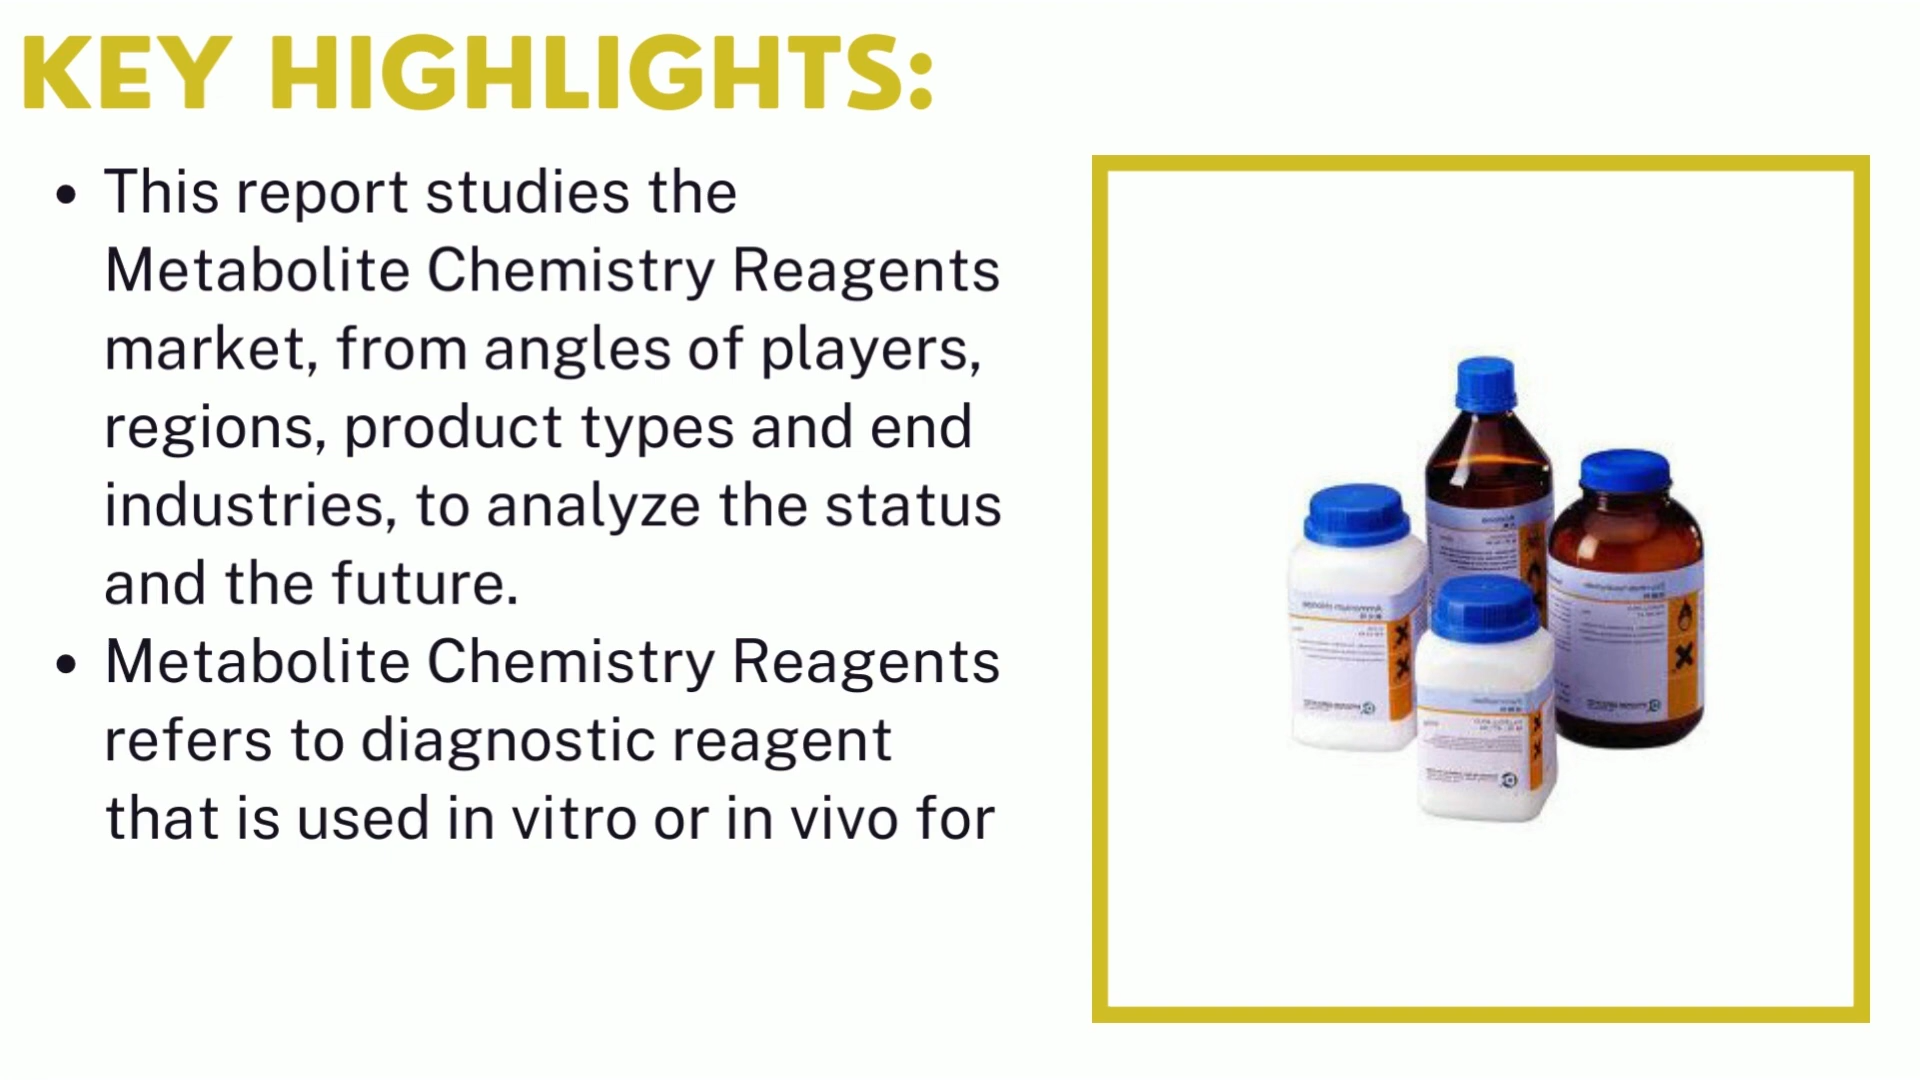 KEY HIGHLIGHTS:
• This report studies the
Metabolite Chemistry Reagents
market, from angles of players,
regions, product types and end
industries, to analyze the status
and the future.
• Metabolite Chemistry Reagents
refers to diagnostic reagent
that is used in vitro or in vivo for